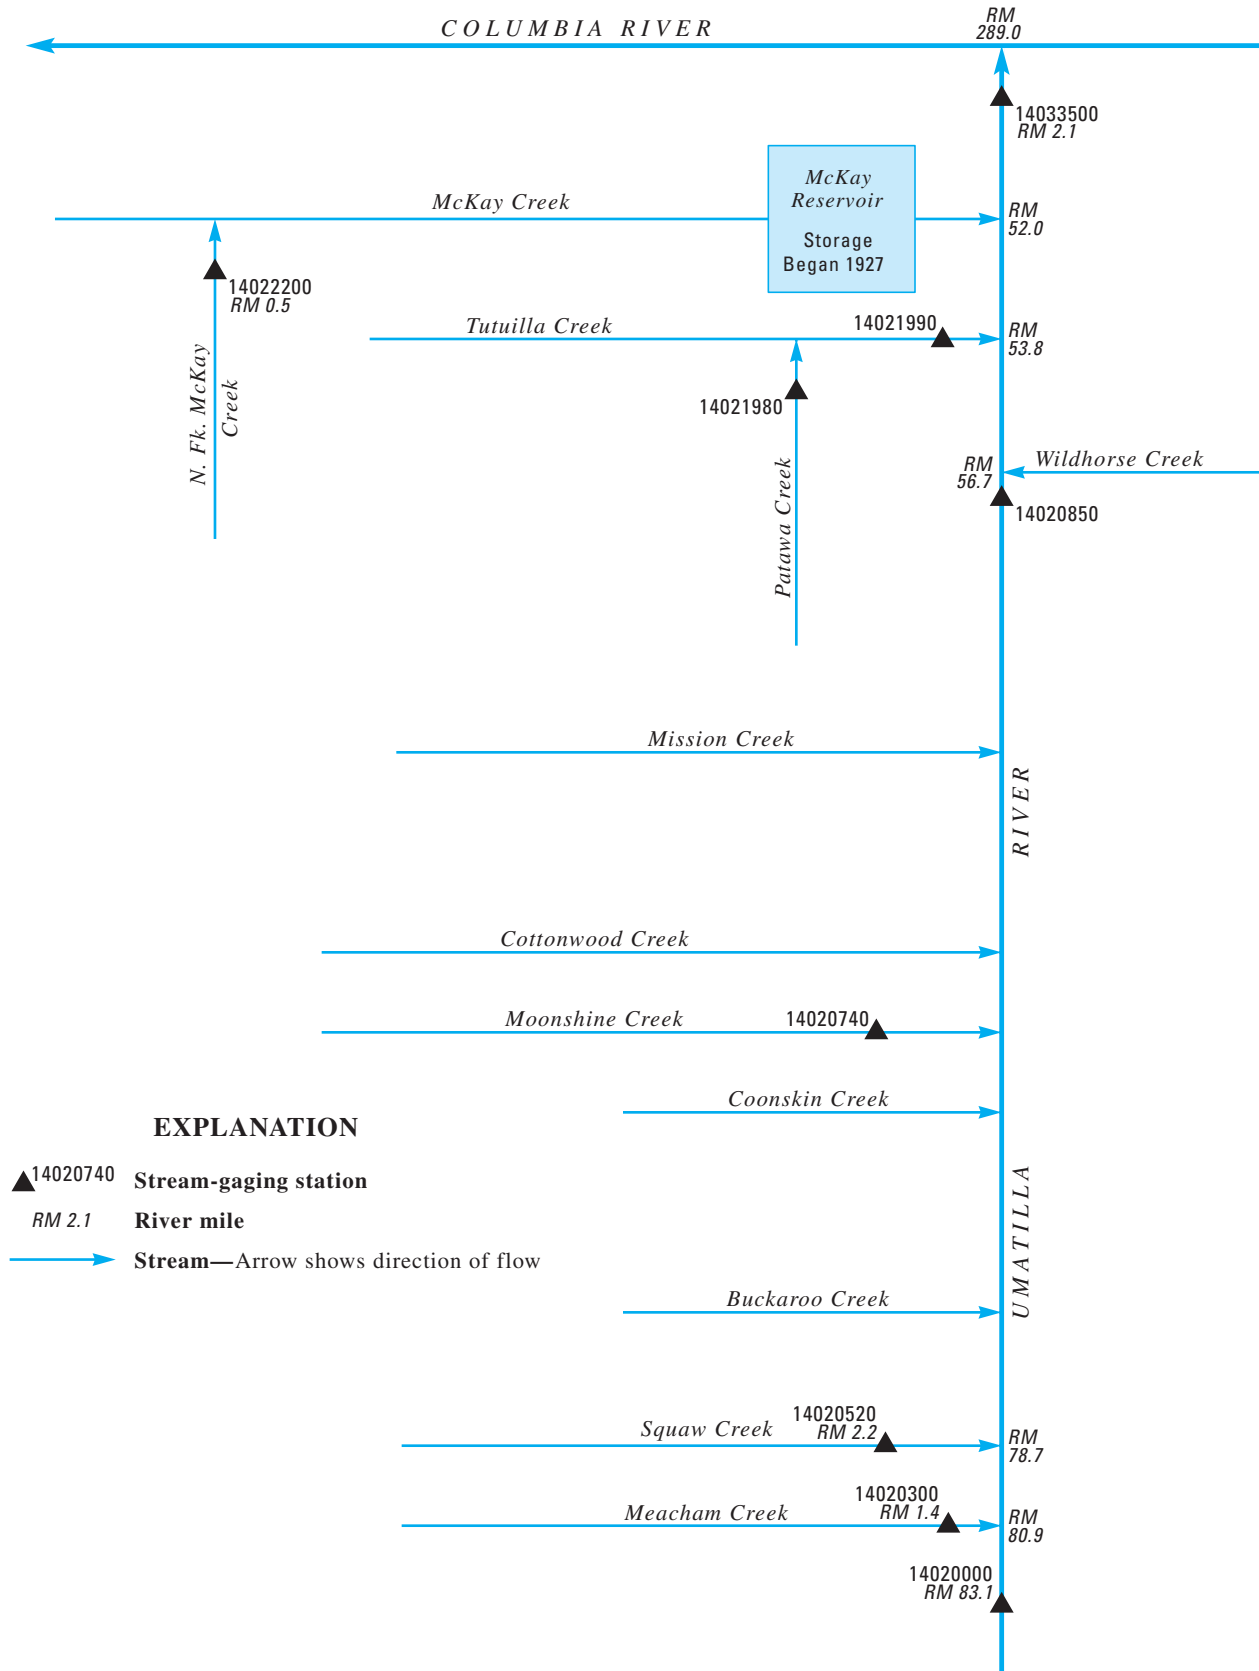 COLUMBIA RIVER
RM
289.0
14033500
RM 2.1
McKay
Reservoir
Storage
Began 1927
McKay Creek
RM
52.0
14022200
RM 0.5
N. Fk. McKay
Creek
Tutuilla Creek
14021990
RM
53.8
14021980
Patawa Creek
RM
56.7
Wildhorse Creek
14020850
Mission Creek
RIVER
Cottonwood Creek
Moonshine Creek
14020740
Coonskin Creek
EXPLANATION
14020740 Stream-gaging station
RM 2.1 River mile
Stream—Arrow shows direction of flow
UMATILLA
Buckaroo Creek
14020520
RM 2.2
Squaw Creek
RM
78.7
14020300
RM 1.4
Meacham Creek
RM
80.9
14020000
RM 83.1